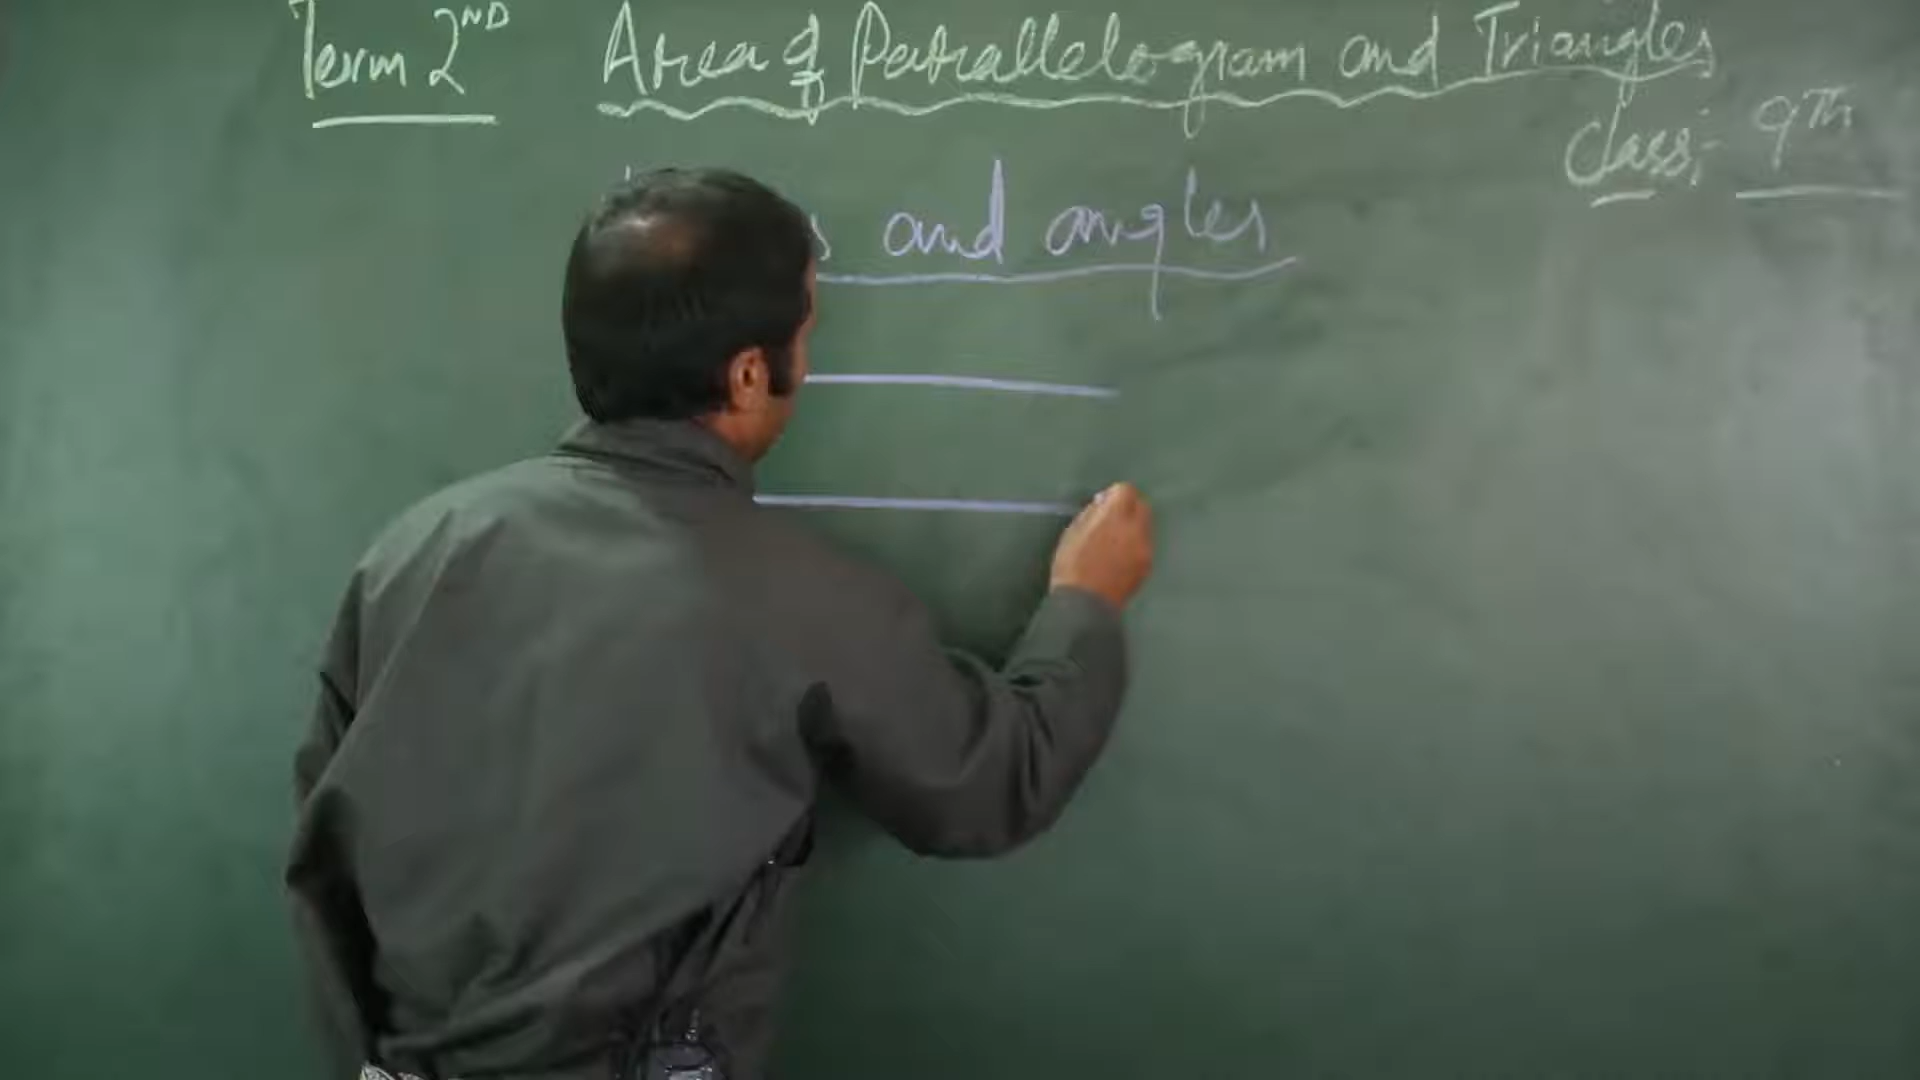 Term 2ND Area of Parallelogram and Triangles
Class:- 9Th
and angles